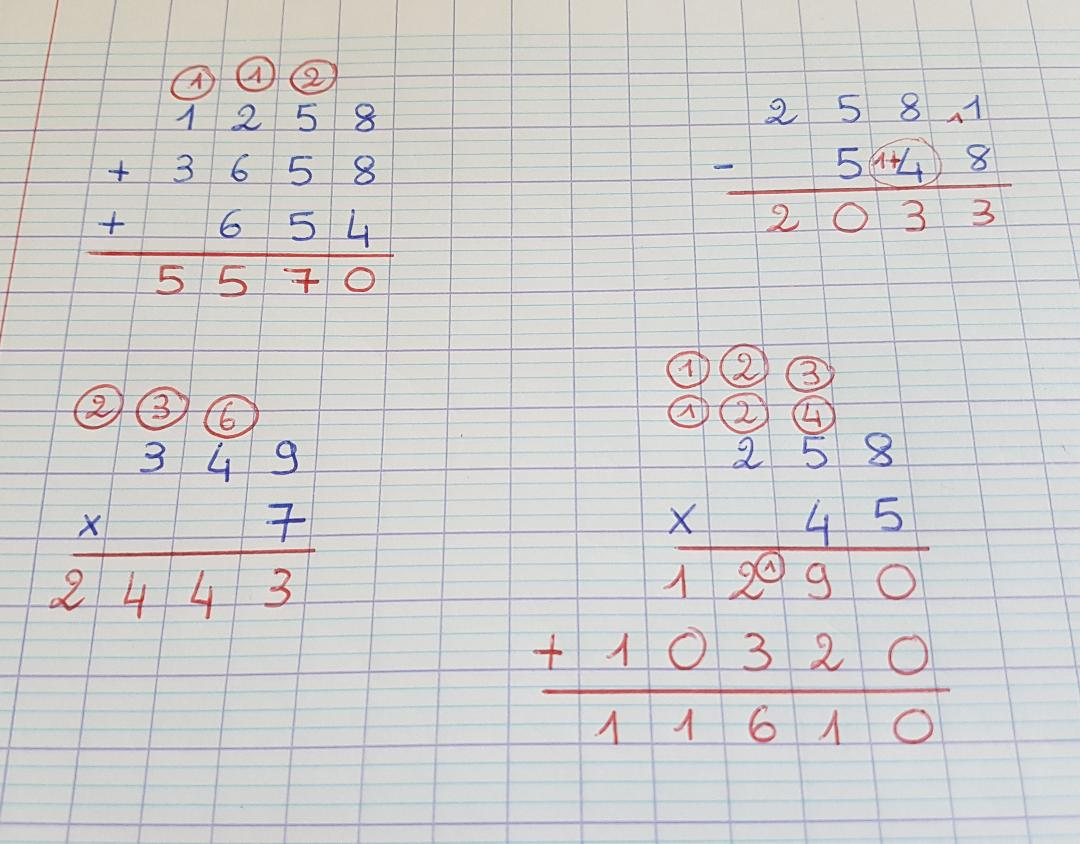 1 1 2
1 2 5 8
+ 3 6 5 8
+ 6 5 4
5 5 7 0
2 5 8 1 1
- 5 1+ 4 8
2 0 3 3
2 3 6
3 4 9
x 7
2 4 4 3
1 2 3
1 2 4
2 5 8
x 4 5
1 2 1 9 0
+ 1 0 3 2 0
1 1 6 1 0